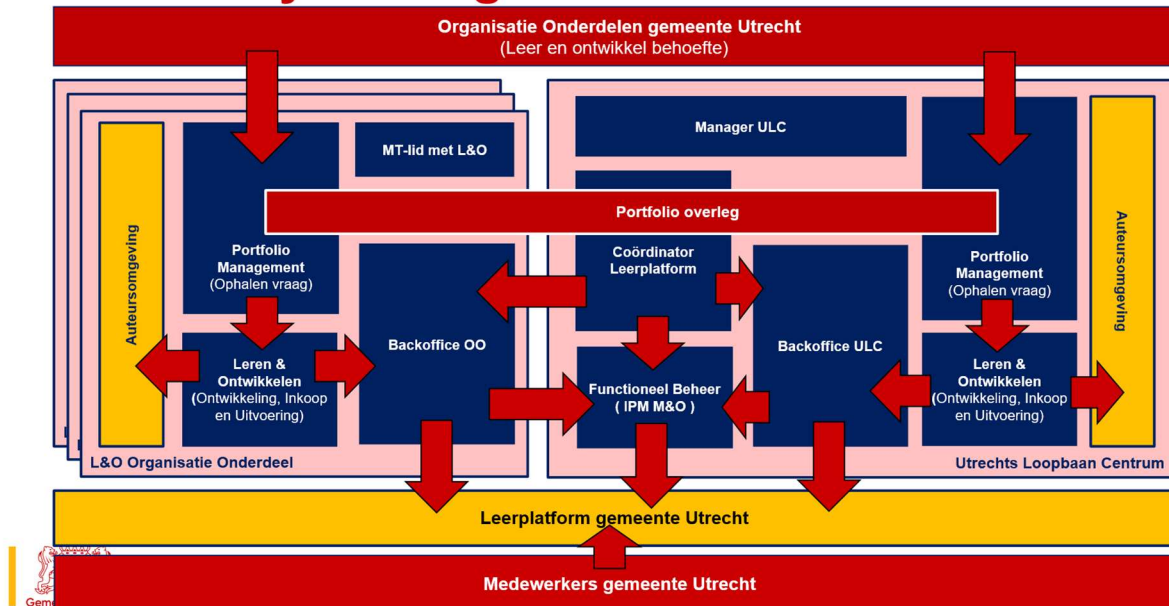 Organisatie Onderdelen gemeente Utrecht
(Leer en ontwikkel behoefte)
MT-lid met L&O
Manager ULC
Portfolio overleg
Auteursomgeving
Portfolio
Management
(Ophalen vraag)
Coördinator
Leerplatform
Portfolio
Management
(Ophalen vraag)
Auteursomgeving
Backoffice OO
Backoffice ULC
Leren &
Ontwikkelen
(Ontwikkeling, Inkoop
en Uitvoering)
Functioneel Beheer
( IPM M&O )
Leren &
Ontwikkelen
(Ontwikkeling, Inkoop
en Uitvoering)
L&O Organisatie Onderdeel
Utrechts Loopbaan Centrum
Leerplatform gemeente Utrecht
Medewerkers gemeente Utrecht